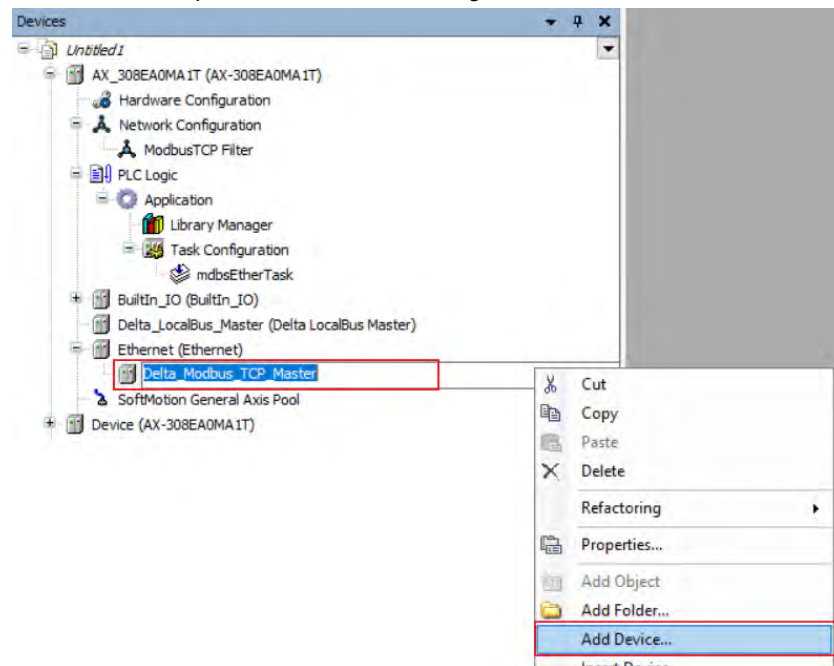 Devices
Untitled1
AX_308EA0MA1T (AX-308EA0MA1T)
Hardware Configuration
Network Configuration
ModbusTCP Filter
PLC Logic
Application
Library Manager
Task Configuration
mdbsEtherTask
BuiltIn_IO (BuiltIn_IO)
Delta_LocalBus_Master (Delta LocalBus Master)
Ethernet (Ethernet)
Delta_Modbus_TCP_Master
SoftMotion General Axis Pool
Device (AX-308EA0MA1T)
Cut
Copy
Paste
Delete
Refactoring
Properties...
Add Object
Add Folder...
Add Device...
Insert Device